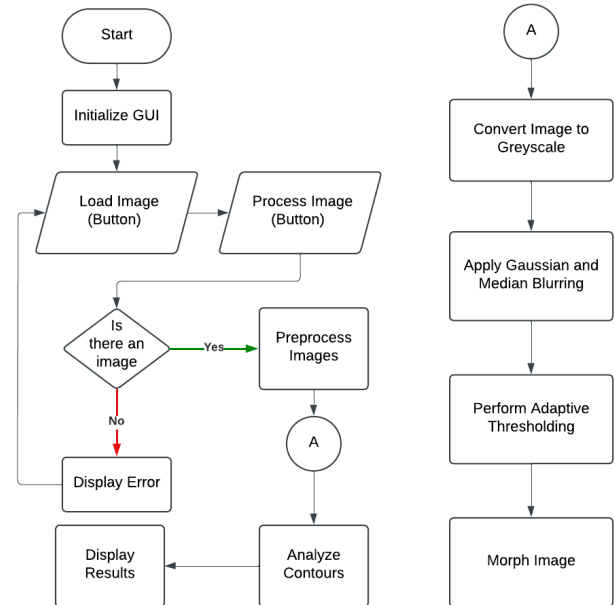 Start
Initialize GUI
Load Image
(Button)
Process Image
(Button)
Is
there an
image
Yes
Preprocess
Images
No
A
Display Error
Analyze
Contours
Display
Results
A
Convert Image to
Greyscale
Apply Gaussian and
Median Blurring
Perform Adaptive
Thresholding
Morph Image